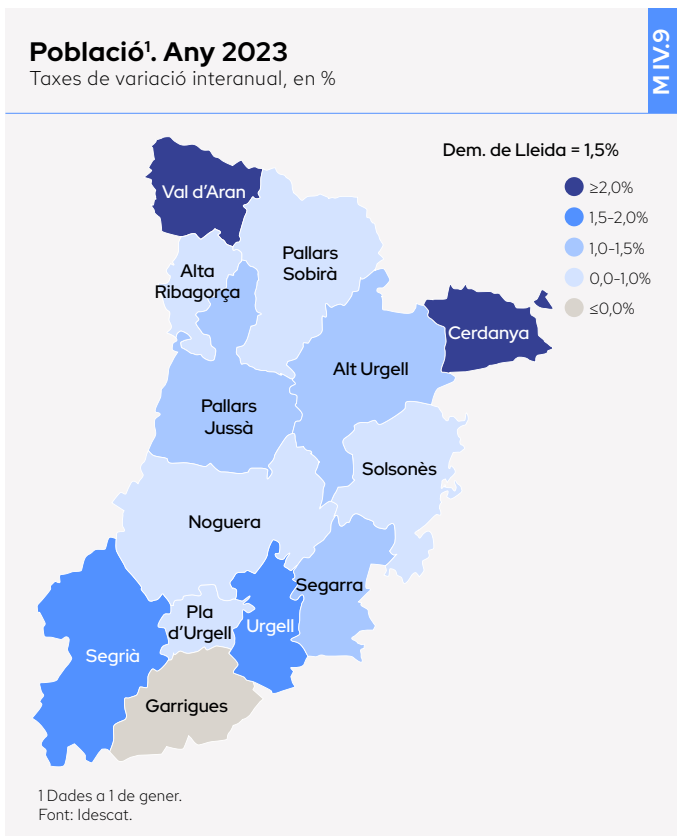 Població¹. Any 2023
Taxes de variació interanual, en %
M IV.9
Dem. de Lleida = 1,5%
≥2,0%
1,5-2,0%
1,0-1,5%
0,0-1,0%
≤0,0%
Val d'Aran
Pallars
Sobirà
Alta
Ribagorça
Cerdanya
Alt Urgell
Pallars
Jussà
Solsonès
Noguera
Segarra
Pla
d'Urgell
Urgell
Segrià
Garrigues
1 Dades a 1 de gener.
Font: Idescat.